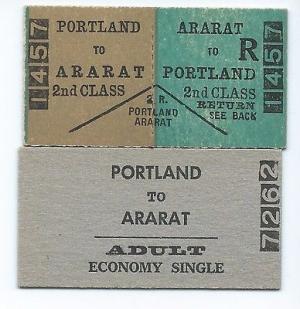 1457
PORTLAND
TO
ARARAT
2nd CLASS
ARARAT
TO
R
PORTLAND
2nd CLASS
RETURN
SEE BACK
1457
R.
PORTLAND
ARARAT
PORTLAND
TO
ARARAT
ADULT
ECONOMY SINGLE
7262